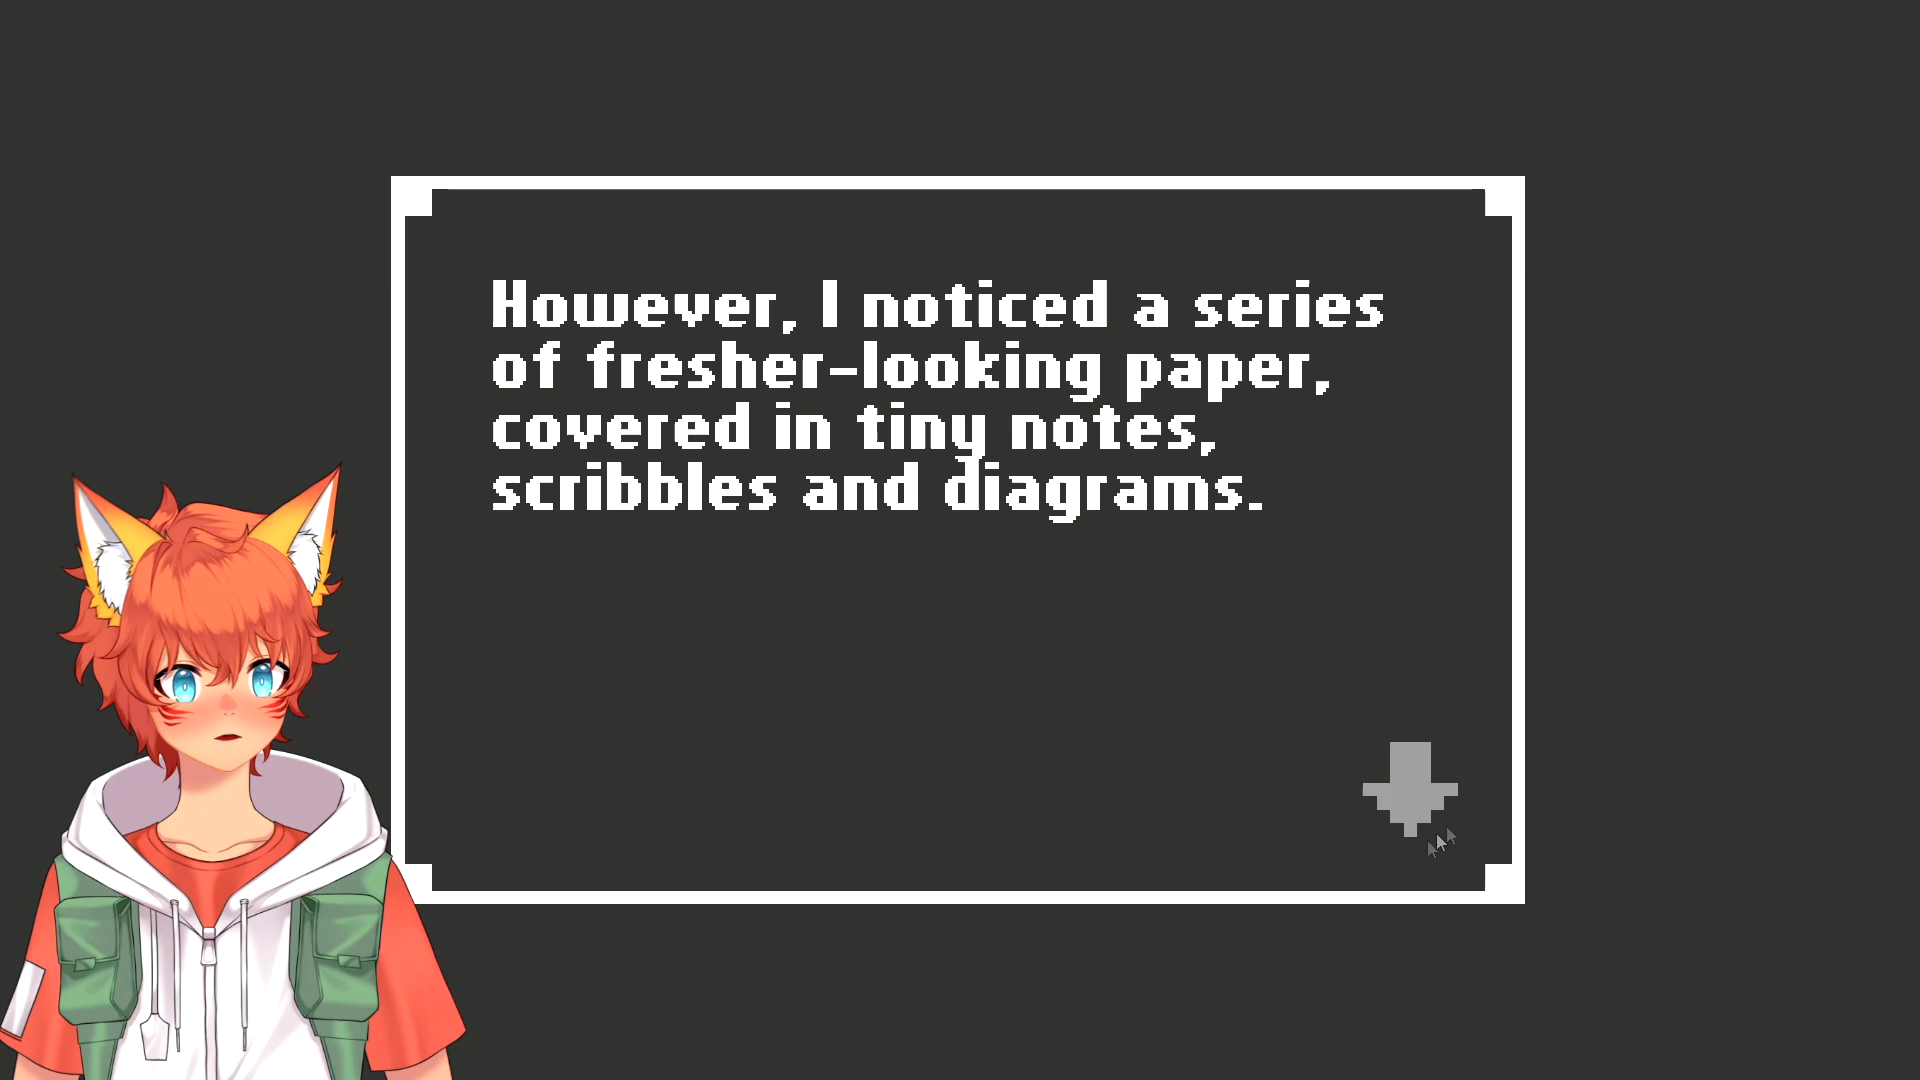 However, I noticed a series
of fresher-looking paper,
covered in tiny notes,
scribbles and diagrams.